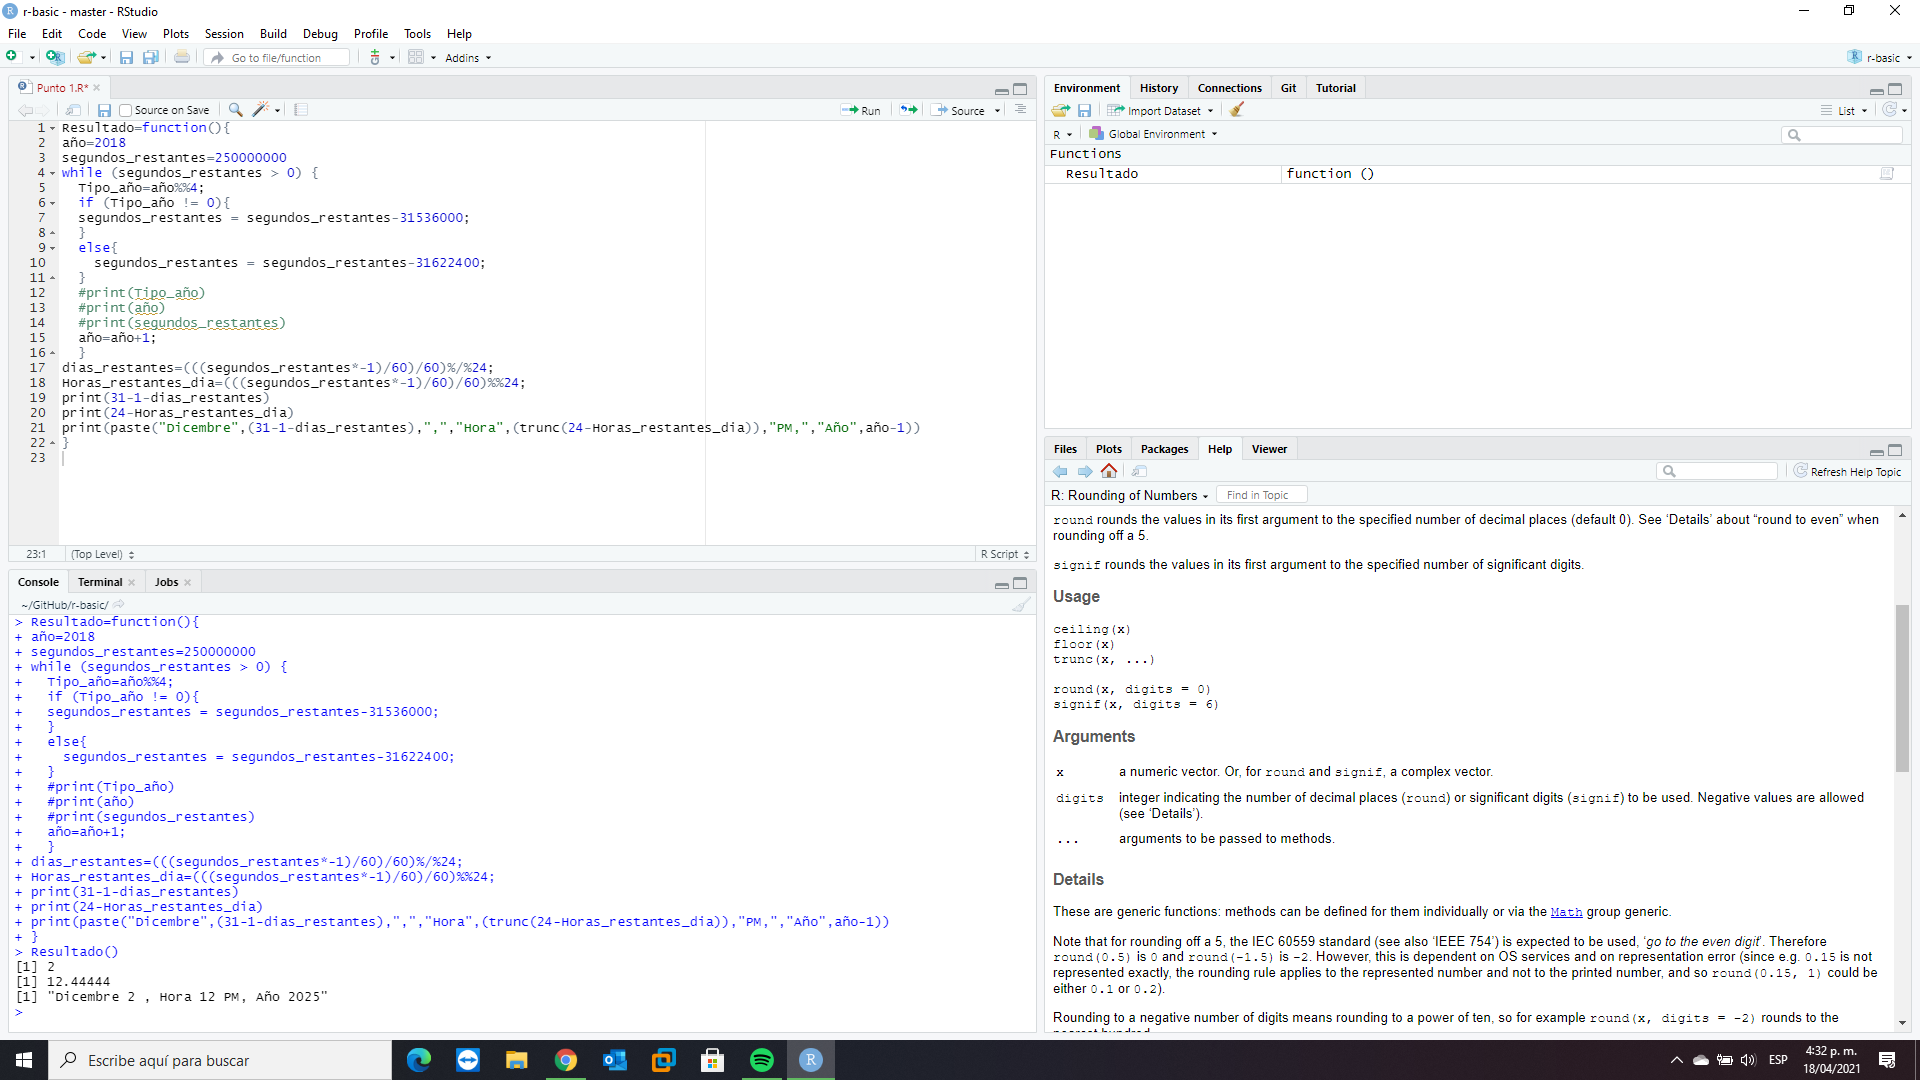 r-basic - master - RStudio
File Edit Code View Plots Session Build Debug Profile Tools Help
Go to file/function Addins r-basic
Punto 1.R*
Source on Save Run Source
1 Resultado=function(){
2 año=2018
3 segundos_restantes=250000000
4 while (segundos_restantes > 0) {
5 Tipo_año=año%%4;
6 if (Tipo_año != 0){
7 segundos_restantes = segundos_restantes-31536000;
8 }
9 else{
10 segundos_restantes = segundos_restantes-31622400;
11 }
12 #print(Tipo_año)
13 #print(año)
14 #print(segundos_restantes)
15 año=año+1;
16 }
17 dias_restantes=(((segundos_restantes*-1)/60)/60)%/%24;
18 Horas_restantes_dia=(((segundos_restantes*-1)/60)/60)%%24;
19 print(31-1-dias_restantes)
20 print(24-Horas_restantes_dia)
21 print(paste("Dicembre",(31-1-dias_restantes),",","Hora",(trunc(24-Horas_restantes_dia)),"PM,","Año",año-1))
22 }
23
23:1 (Top Level) R Script
Console Terminal Jobs
~/GitHub/r-basic/
> Resultado=function(){
+ año=2018
+ segundos_restantes=250000000
+ while (segundos_restantes > 0) {
+ Tipo_año=año%%4;
+ if (Tipo_año != 0){
+ segundos_restantes = segundos_restantes-31536000;
+ }
+ else{
+ segundos_restantes = segundos_restantes-31622400;
+ }
+ #print(Tipo_año)
+ #print(año)
+ #print(segundos_restantes)
+ año=año+1;
+ }
+ dias_restantes=(((segundos_restantes*-1)/60)/60)%/%24;
+ Horas_restantes_dia=(((segundos_restantes*-1)/60)/60)%%24;
+ print(31-1-dias_restantes)
+ print(24-Horas_restantes_dia)
+ print(paste("Dicembre",(31-1-dias_restantes),",","Hora",(trunc(24-Horas_restantes_dia)),"PM,","Año",año-1))
+ }
> Resultado()
[1] 2
[1] 12.44444
[1] "Dicembre 2 , Hora 12 PM, Año 2025"
>
Environment History Connections Git Tutorial
Import Dataset List
R Global Environment
Functions
Resultado function ()
Files Plots Packages Help Viewer
Refresh Help Topic
R: Rounding of Numbers Find in Topic
round rounds the values in its first argument to the specified number of decimal places (default 0). See ‘Details’ about “round to even” when
rounding off a 5.
signif rounds the values in its first argument to the specified number of significant digits.
Usage
ceiling(x)
floor(x)
trunc(x, ...)
round(x, digits = 0)
signif(x, digits = 6)
Arguments
x a numeric vector. Or, for round and signif, a complex vector.
digits integer indicating the number of decimal places (round) or significant digits (signif) to be used. Negative values are allowed
(see ‘Details’).
... arguments to be passed to methods.
Details
These are generic functions: methods can be defined for them individually or via the Math group generic.
Note that for rounding off a 5, the IEC 60559 standard (see also ‘IEEE 754’) is expected to be used, ‘go to the even digit’. Therefore
round(0.5) is 0 and round(-1.5) is -2. However, this is dependent on OS services and on representation error (since e.g. 0.15 is not
represented exactly, the rounding rule applies to the represented number and not to the printed number, and so round(0.15, 1) could be
either 0.1 or 0.2).
Rounding to a negative number of digits means rounding to a power of ten, so for example round(x, digits = -2) rounds to the
nearest hundred
Escribe aquí para buscar
ESP
4:32 p. m.
18/04/2021